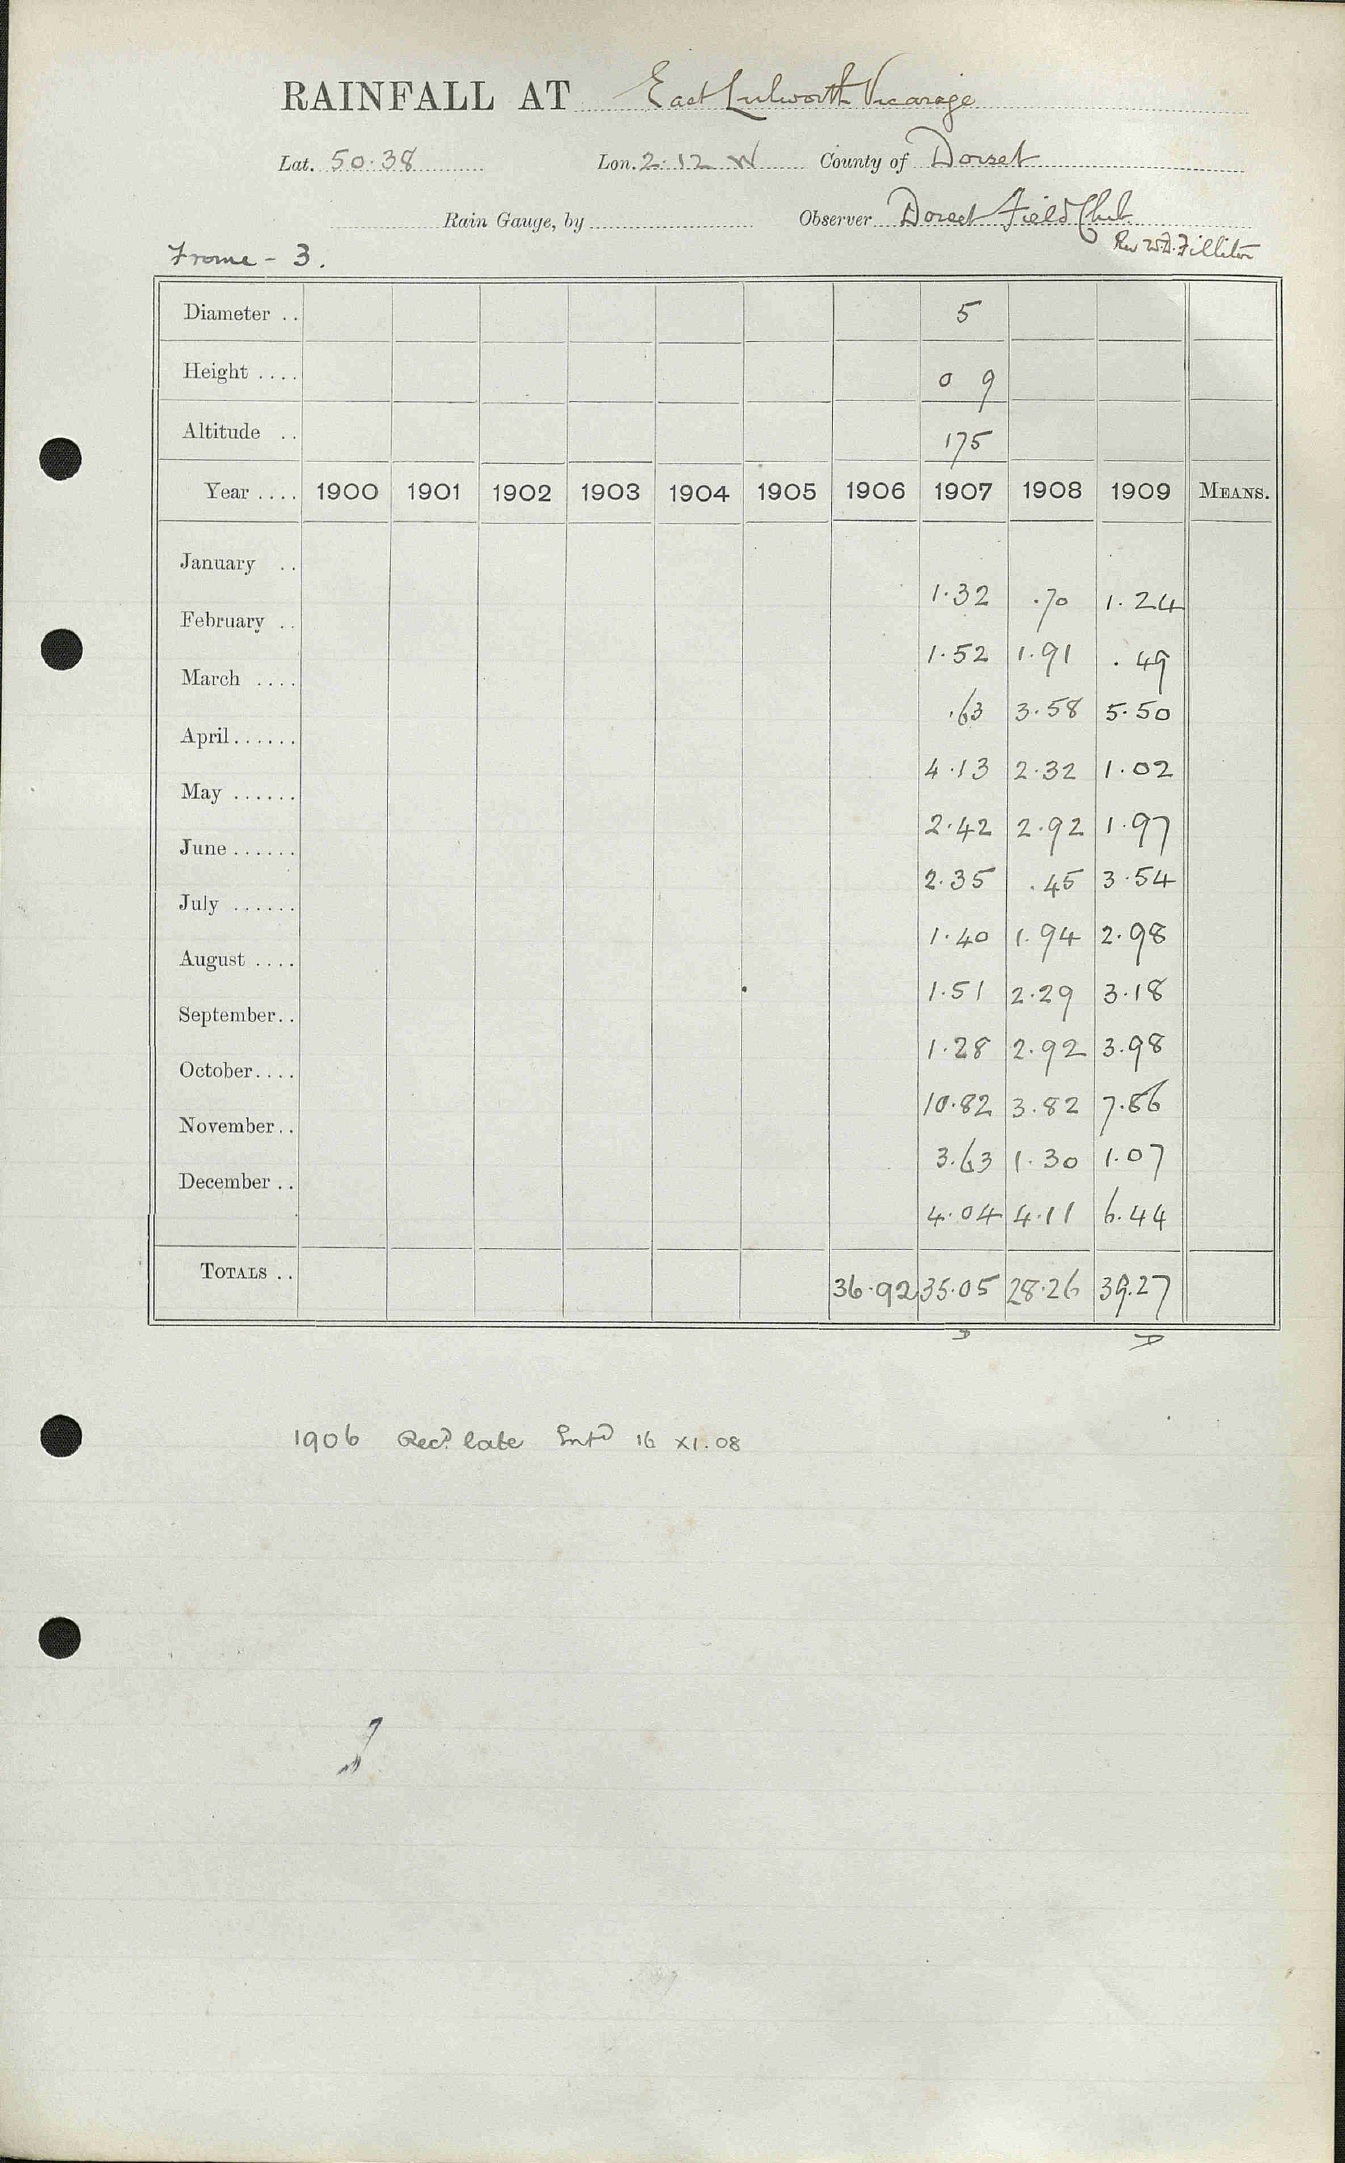 RAINFALL AT East Lulworth Vicarage
Lat. 50·38 Lon. 2·12 W County of Dorset
Rain Gauge, by Observer Dorset Field Club
Rev W.D. Filliter
Frome - 3.
Diameter .. 5
Height .... 0 9
Altitude .. 175
Year .... 1900 1901 1902 1903 1904 1905 1906 1907 1908 1909 MEANS.
January ..
1·32 ·70 1·24
February ..
1·52 1·91 ·49
March ....
·63 3·58 5·50
April......
4·13 2·32 1·02
May ......
2·42 2·92 1·97
June ......
2·35 ·45 3·54
July ......
1·40 1·94 2·98
August ....
1·51 2·29 3·18
September..
1·28 2·92 3·98
October....
10·82 3·82 7·86
November..
3·63 1·30 1·07
December ..
4·04 4·11 6·44
TOTALS .. 36·92 35·05 28·26 39·27
D D
1906 Recd late Entd 16 XI.08